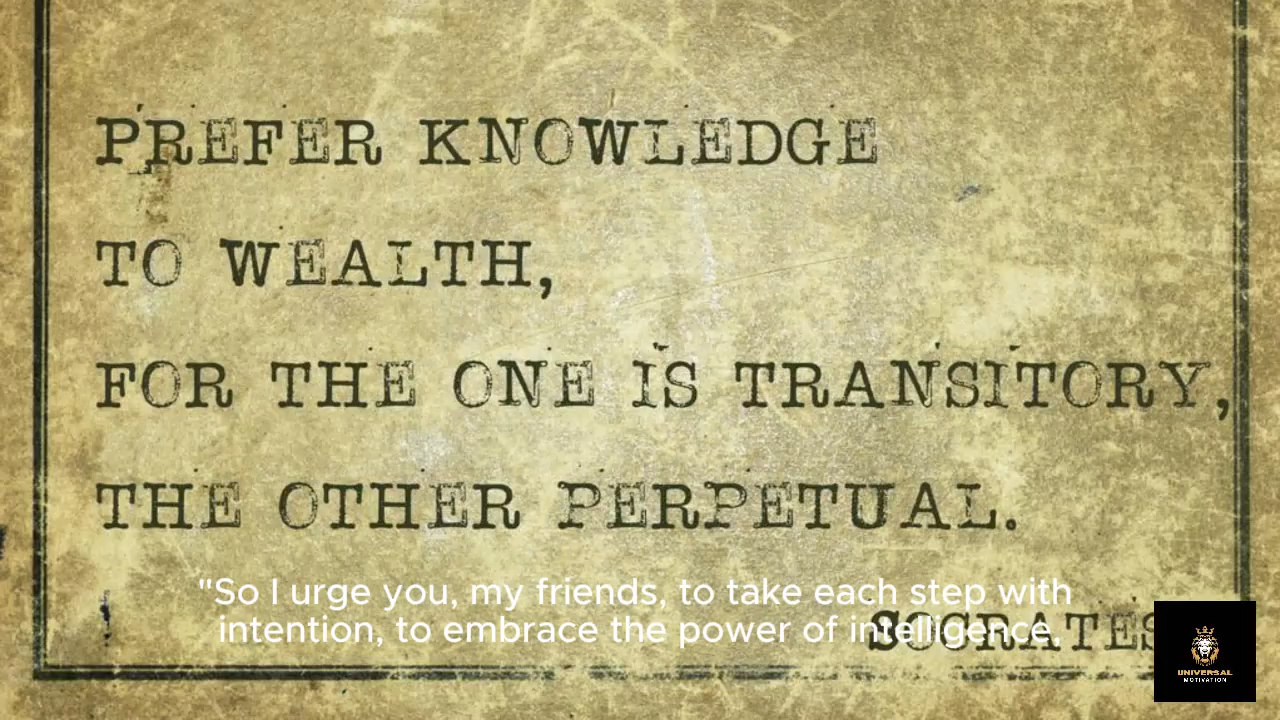 PREFER KNOWLEDGE
TO WEALTH,
FOR THE ONE IS TRANSITORY,
THE OTHER PERPETUAL.
"So I urge you, my friends, to take each step with
intention, to embrace the power of intelligence,
SOCRATES
UNIVERSAL
MOTIVATION